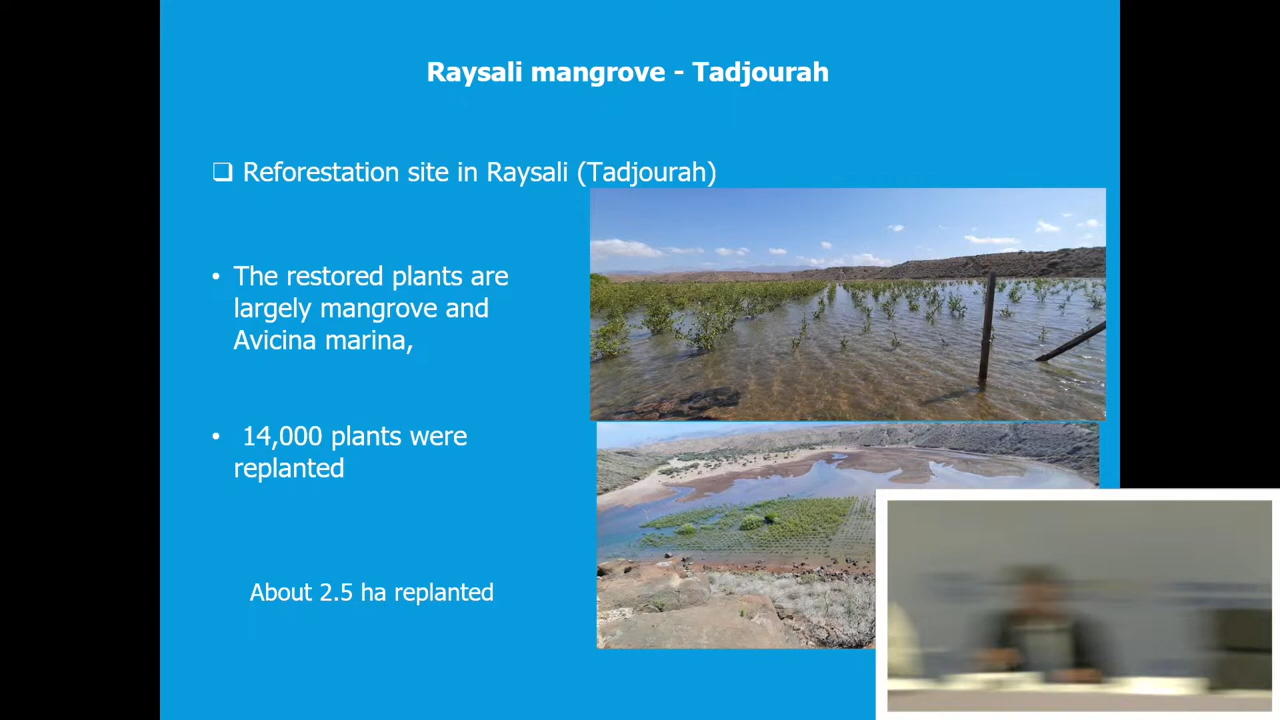 Raysali mangrove - Tadjourah
❑ Reforestation site in Raysali (Tadjourah)
• The restored plants are
largely mangrove and
Avicina marina,
• 14,000 plants were
replanted
About 2.5 ha replanted